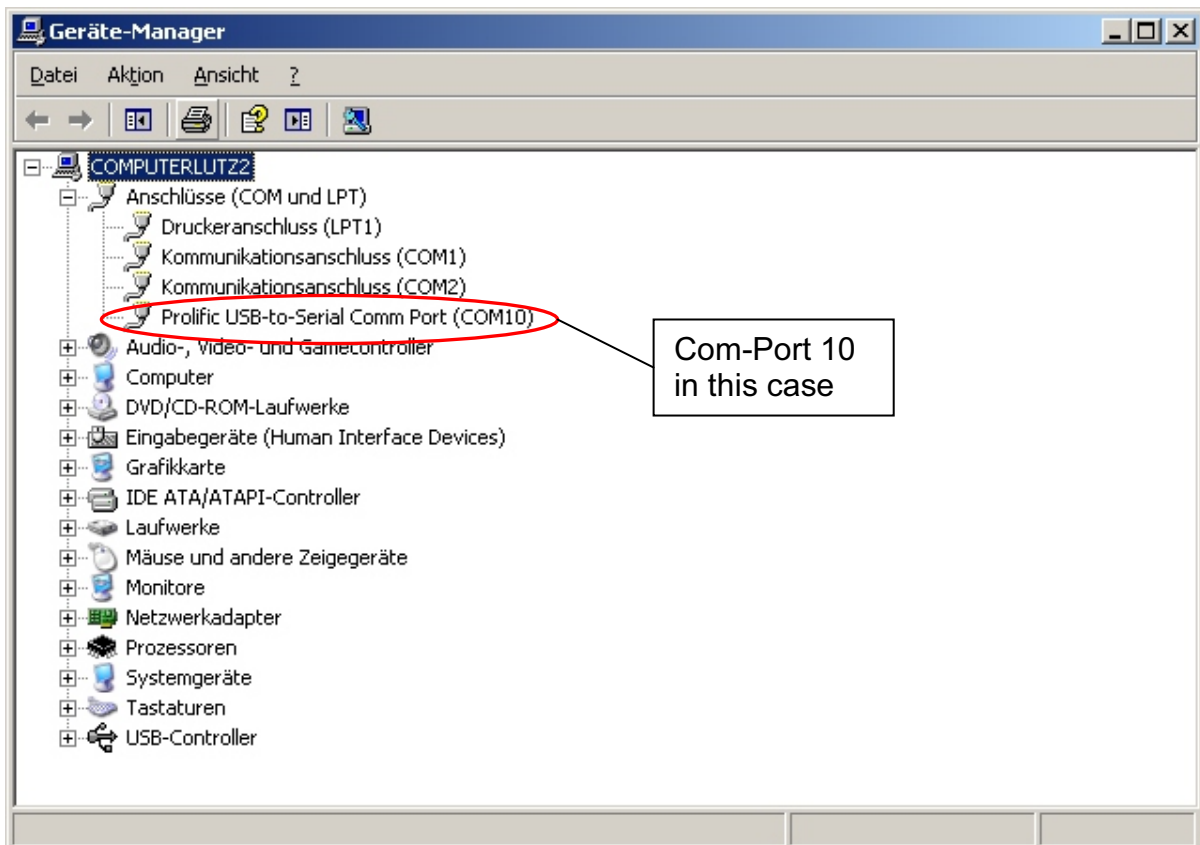 Geräte-Manager
Datei Aktion Ansicht ?
COMPUTERLUTZ2
Anschlüsse (COM und LPT)
Druckeranschluss (LPT1)
Kommunikationsanschluss (COM1)
Kommunikationsanschluss (COM2)
Prolific USB-to-Serial Comm Port (COM10)
Audio-, Video- und Gamecontroller
Computer
DVD/CD-ROM-Laufwerke
Eingabegeräte (Human Interface Devices)
Grafikkarte
IDE ATA/ATAPI-Controller
Laufwerke
Mäuse und andere Zeigegeräte
Monitore
Netzwerkadapter
Prozessoren
Systemgeräte
Tastaturen
USB-Controller
Com-Port 10
in this case